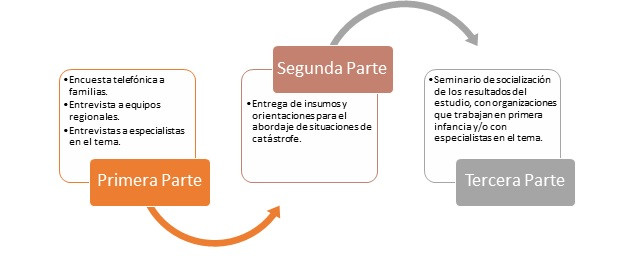 • Encuesta telefónica a
familias.
• Entrevista a equipos
regionales.
• Entrevistas a especialistas
en el tema.
Primera Parte
Segunda Parte
• Entrega de insumos y
orientaciones para el
abordaje de situaciones de
catástrofe.
• Seminario de socialización
de los resultados del
estudio, con organizaciones
que trabajan en primera
infancia y/o con
especialistas en el tema.
Tercera Parte